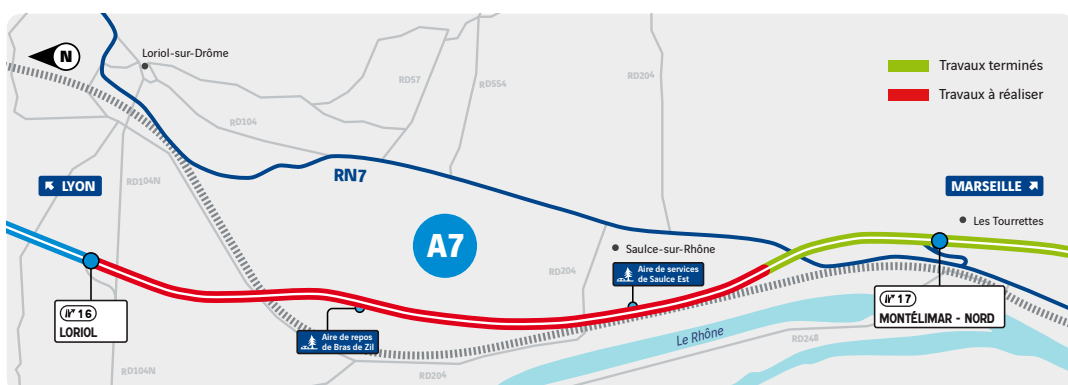 N
Loriol-sur-Drôme
RD57
RD554
RD204
Travaux terminés
Travaux à réaliser
RD104
LYON
RD104N
RN7
MARSEILLE
A7
Les Tourrettes
Saulce-sur-Rhône
RD204
Aire de services
de Saulce Est
16
LORIOL
17
MONTÉLIMAR - NORD
Aire de repos
de Bras de Zil
Le Rhône
RD248
RD104N
RD204